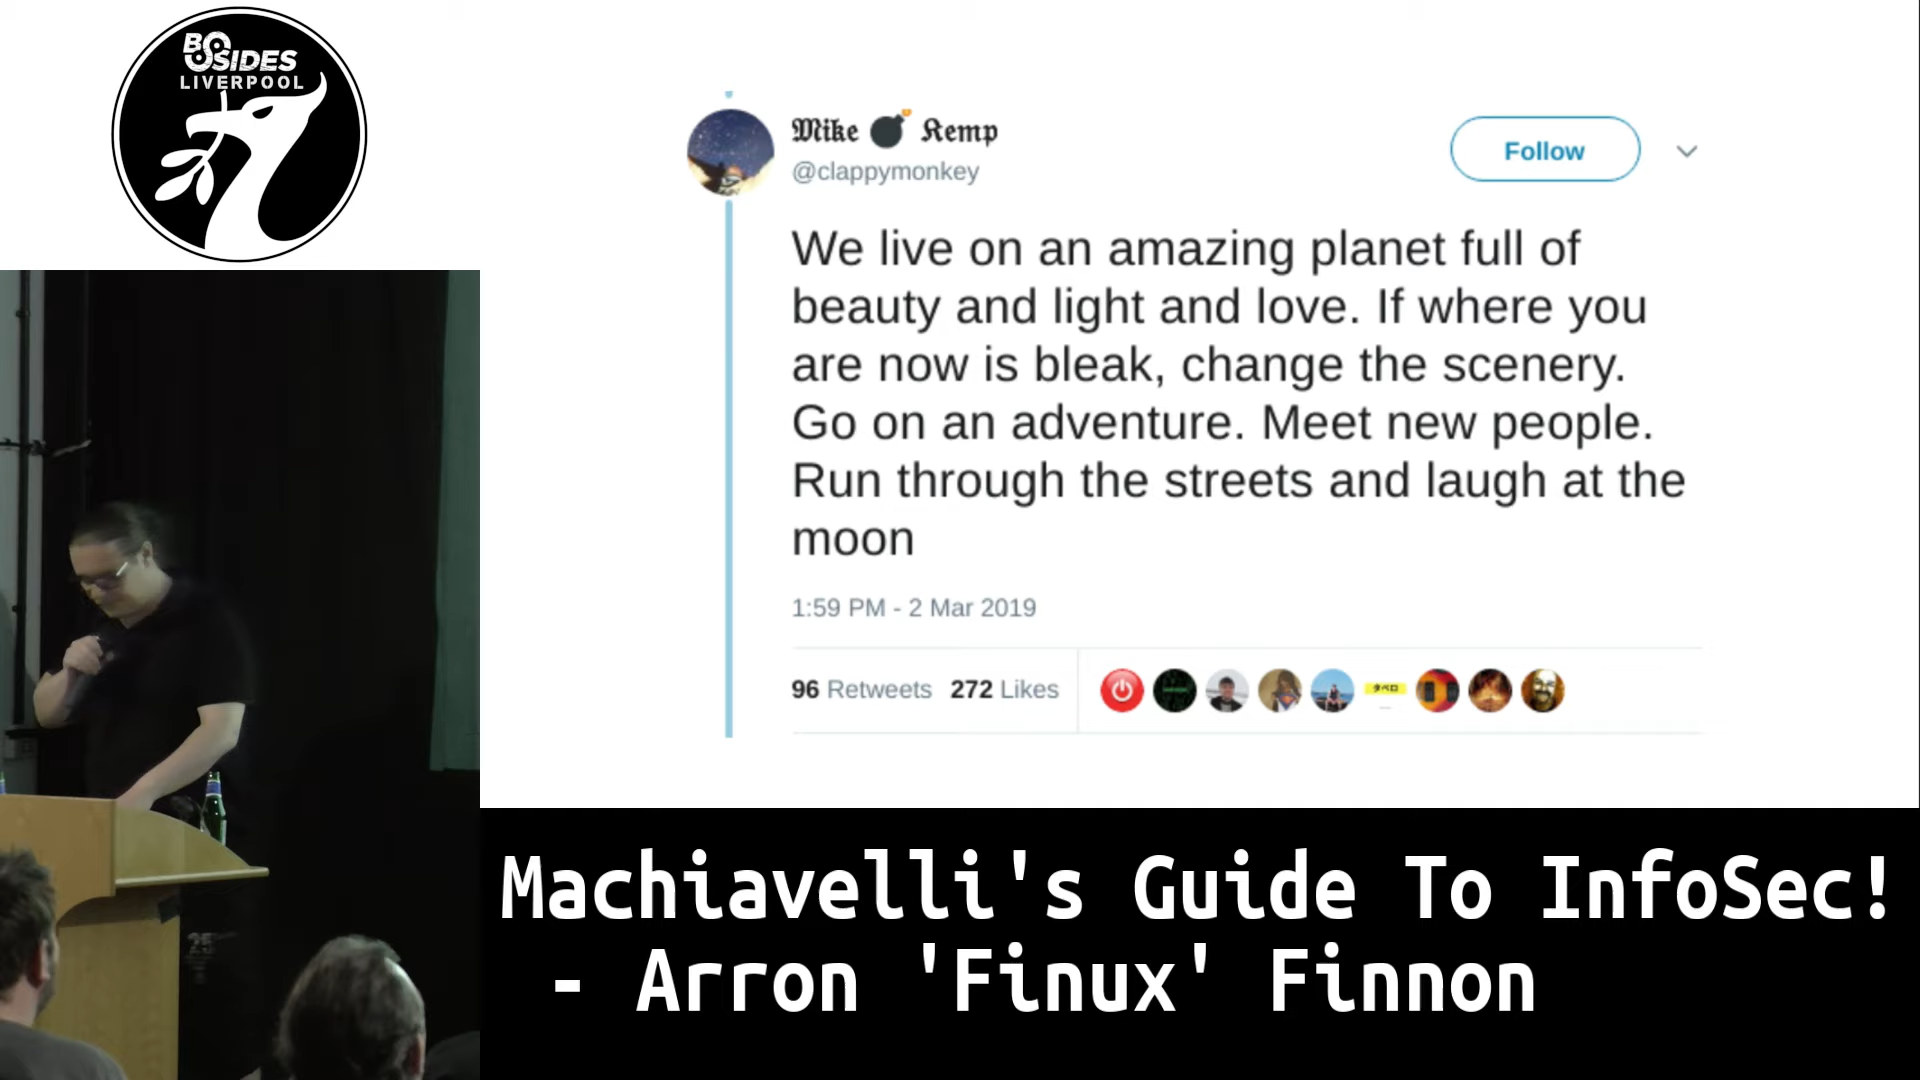 BSIDES
LIVERPOOL
Mike 💣 Kemp
@clappymonkey
Follow
We live on an amazing planet full of
beauty and light and love. If where you
are now is bleak, change the scenery.
Go on an adventure. Meet new people.
Run through the streets and laugh at the
moon
1:59 PM - 2 Mar 2019
96 Retweets 272 Likes
Machiavelli's Guide To InfoSec!
- Arron 'Finux' Finnon